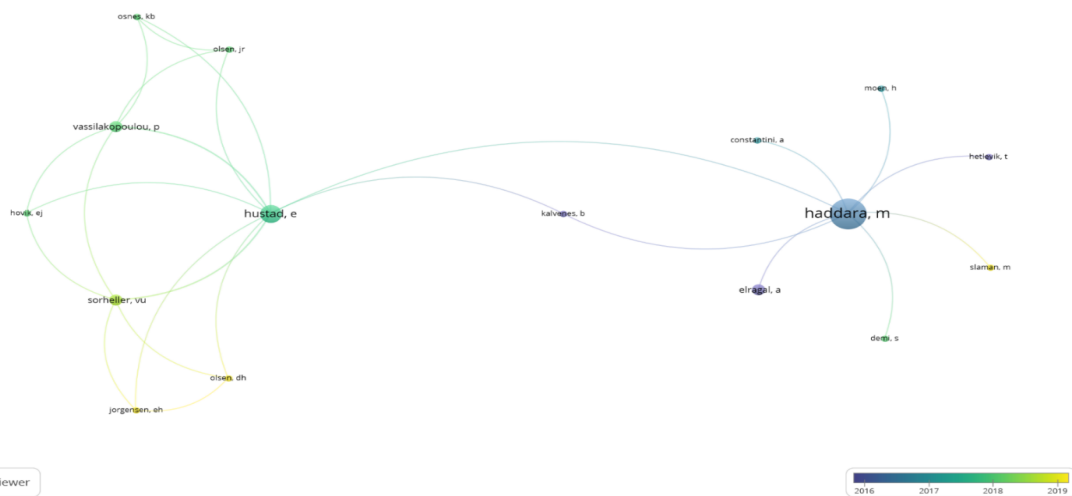 osnes, kb
olsen, jr
moen, h
vassilakopoulou, p
constantini, a
hetlevik, t
hovik, ej
hustad, e
kalvenes, b
haddara, m
slaman, m
elragal, a
sorheller, vu
demi, s
olsen, dh
jorgensen, eh
iewer
2016 2017 2018 2019